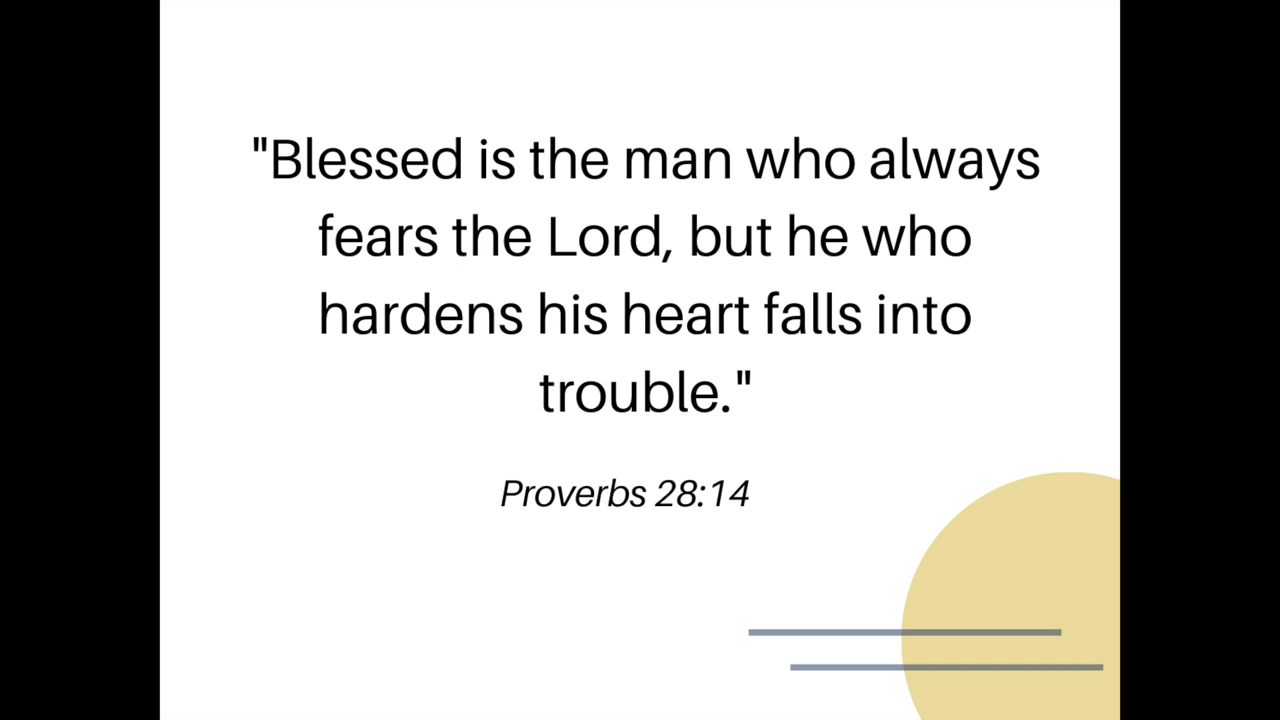 "Blessed is the man who always
fears the Lord, but he who
hardens his heart falls into
trouble."
Proverbs 28:14